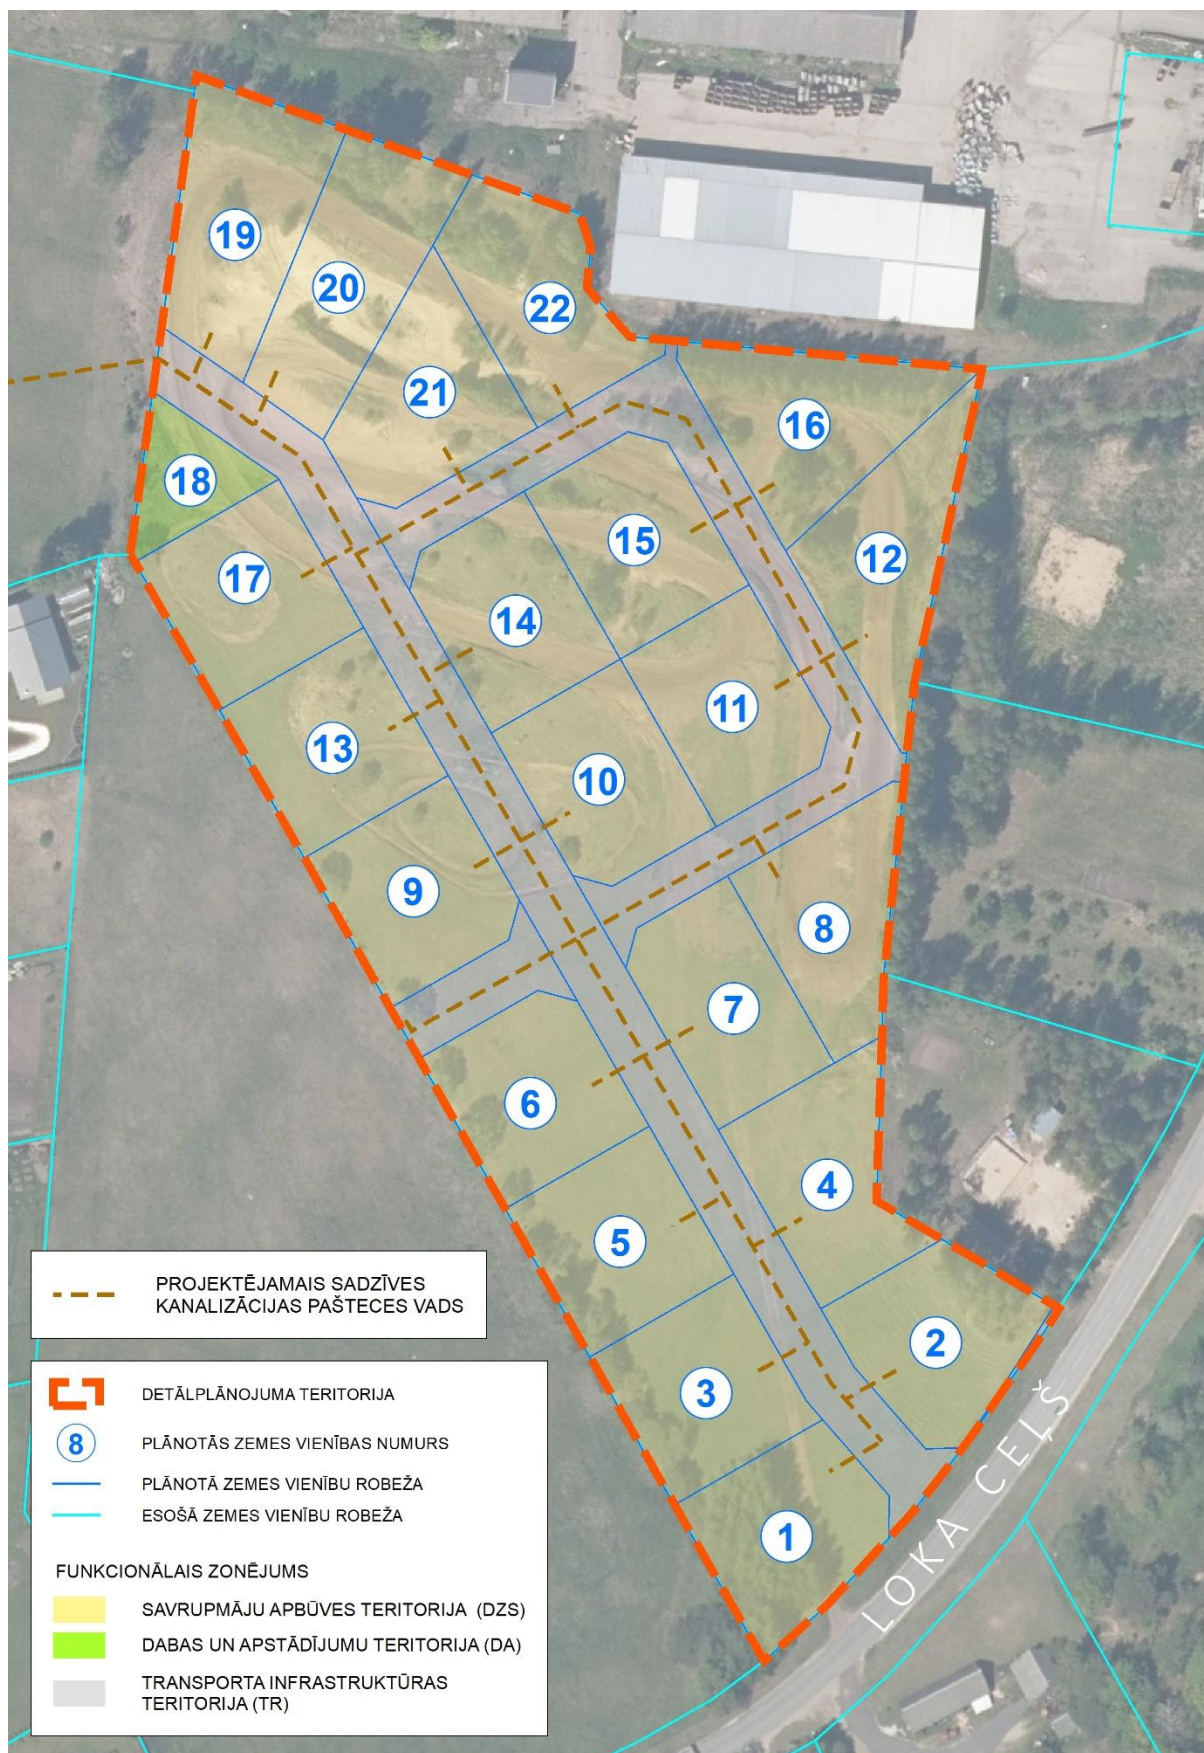 19
20
22
21
16
18
15
12
17
14
11
13
10
9
8
7
6
4
5
2
3
1
LOKA CEĻŠ
PROJEKTĒJAMAIS SADZĪVES
KANALIZĀCIJAS PAŠTECES VADS
DETĀLPLĀNOJUMA TERITORIJA
8 PLĀNOTĀS ZEMES VIENĪBAS NUMURS
PLĀNOTĀ ZEMES VIENĪBU ROBEŽA
ESOŠĀ ZEMES VIENĪBU ROBEŽA
FUNKCIONĀLAIS ZONĒJUMS
SAVRUPMĀJU APBŪVES TERITORIJA (DZS)
DABAS UN APSTĀDĪJUMU TERITORIJA (DA)
TRANSPORTA INFRASTRUKTŪRAS
TERITORIJA (TR)